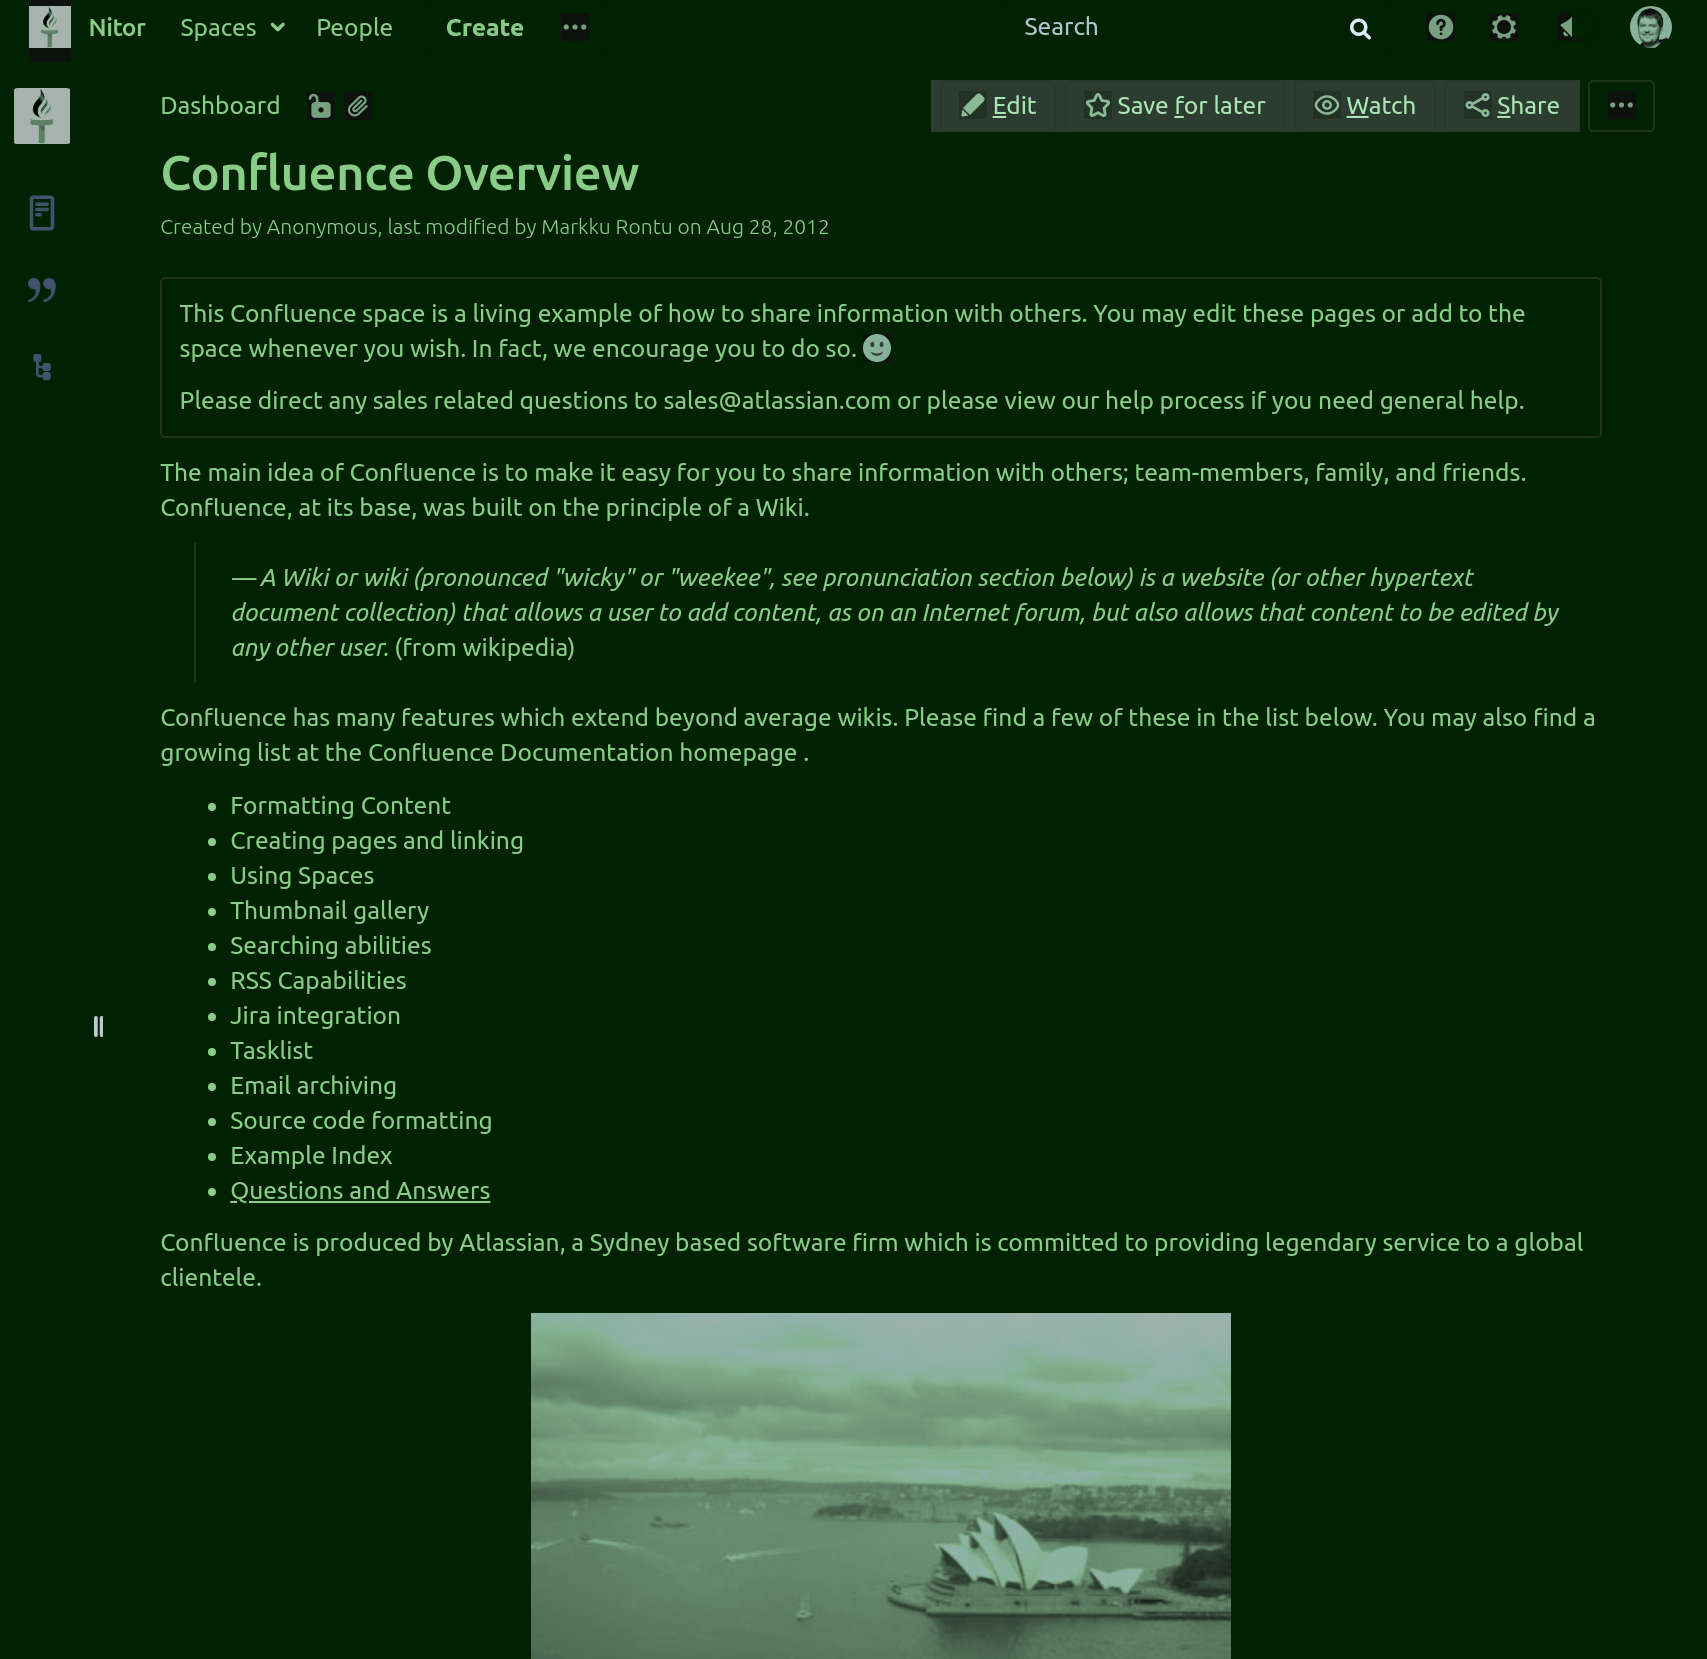 Nitor Spaces People Create Search
Dashboard Edit Save for later Watch Share
Confluence Overview
Created by Anonymous, last modified by Markku Rontu on Aug 28, 2012
This Confluence space is a living example of how to share information with others. You may edit these pages or add to the
space whenever you wish. In fact, we encourage you to do so.
Please direct any sales related questions to sales@atlassian.com or please view our help process if you need general help.
The main idea of Confluence is to make it easy for you to share information with others; team-members, family, and friends.
Confluence, at its base, was built on the principle of a Wiki.
— A Wiki or wiki (pronounced "wicky" or "weekee", see pronunciation section below) is a website (or other hypertext
document collection) that allows a user to add content, as on an Internet forum, but also allows that content to be edited by
any other user. (from wikipedia)
Confluence has many features which extend beyond average wikis. Please find a few of these in the list below. You may also find a
growing list at the Confluence Documentation homepage .
• Formatting Content
• Creating pages and linking
• Using Spaces
• Thumbnail gallery
• Searching abilities
• RSS Capabilities
• Jira integration
• Tasklist
• Email archiving
• Source code formatting
• Example Index
• Questions and Answers
Confluence is produced by Atlassian, a Sydney based software firm which is committed to providing legendary service to a global
clientele.